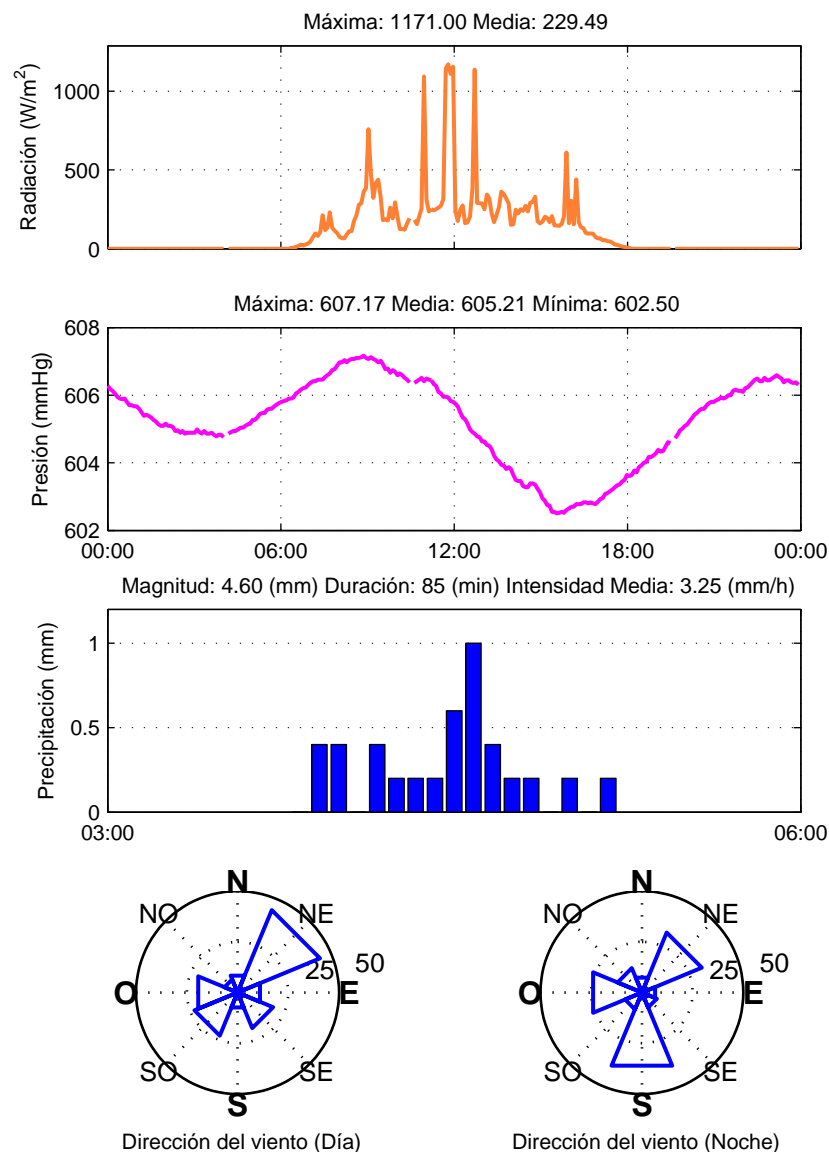 Máxima: 1171.00 Media: 229.49
Radiación (W/m²)
1000
500
0
Máxima: 607.17 Media: 605.21 Mínima: 602.50
Presión (mmHg)
608
606
604
602
00:00 06:00 12:00 18:00 00:00
Magnitud: 4.60 (mm) Duración: 85 (min) Intensidad Media: 3.25 (mm/h)
Precipitación (mm)
1
0.5
0
03:00 06:00
N
NO NE
25 50
O E
SO SE
S
Dirección del viento (Día)
N
NO NE
25 50
O E
SO SE
S
Dirección del viento (Noche)